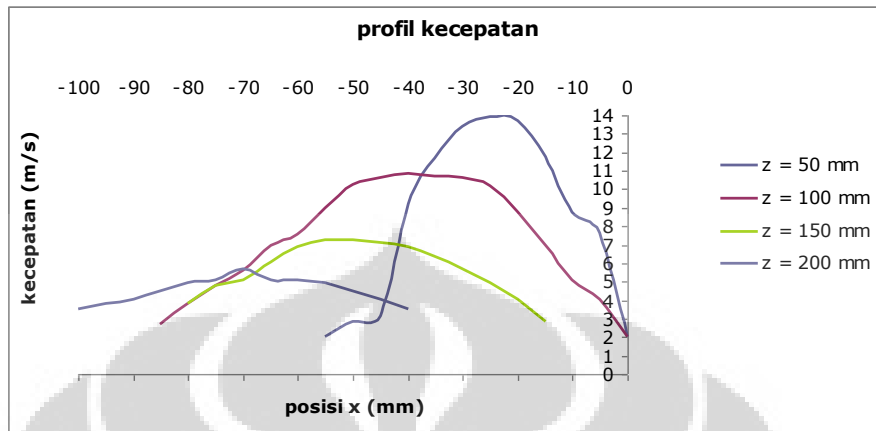 profil kecepatan
-100 -90 -80 -70 -60 -50 -40 -30 -20 -10 0
14
13
12
11
10
9
8
7
6
5
4
3
2
1
0
kecepatan (m/s)
posisi x (mm)
z = 50 mm
z = 100 mm
z = 150 mm
z = 200 mm